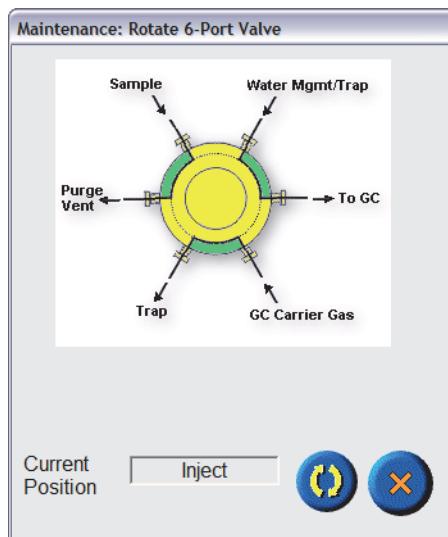 Maintenance: Rotate 6-Port Valve
Sample
Water Mgmt/Trap
Purge
Vent
To GC
Trap
GC Carrier Gas
Current
Position
Inject